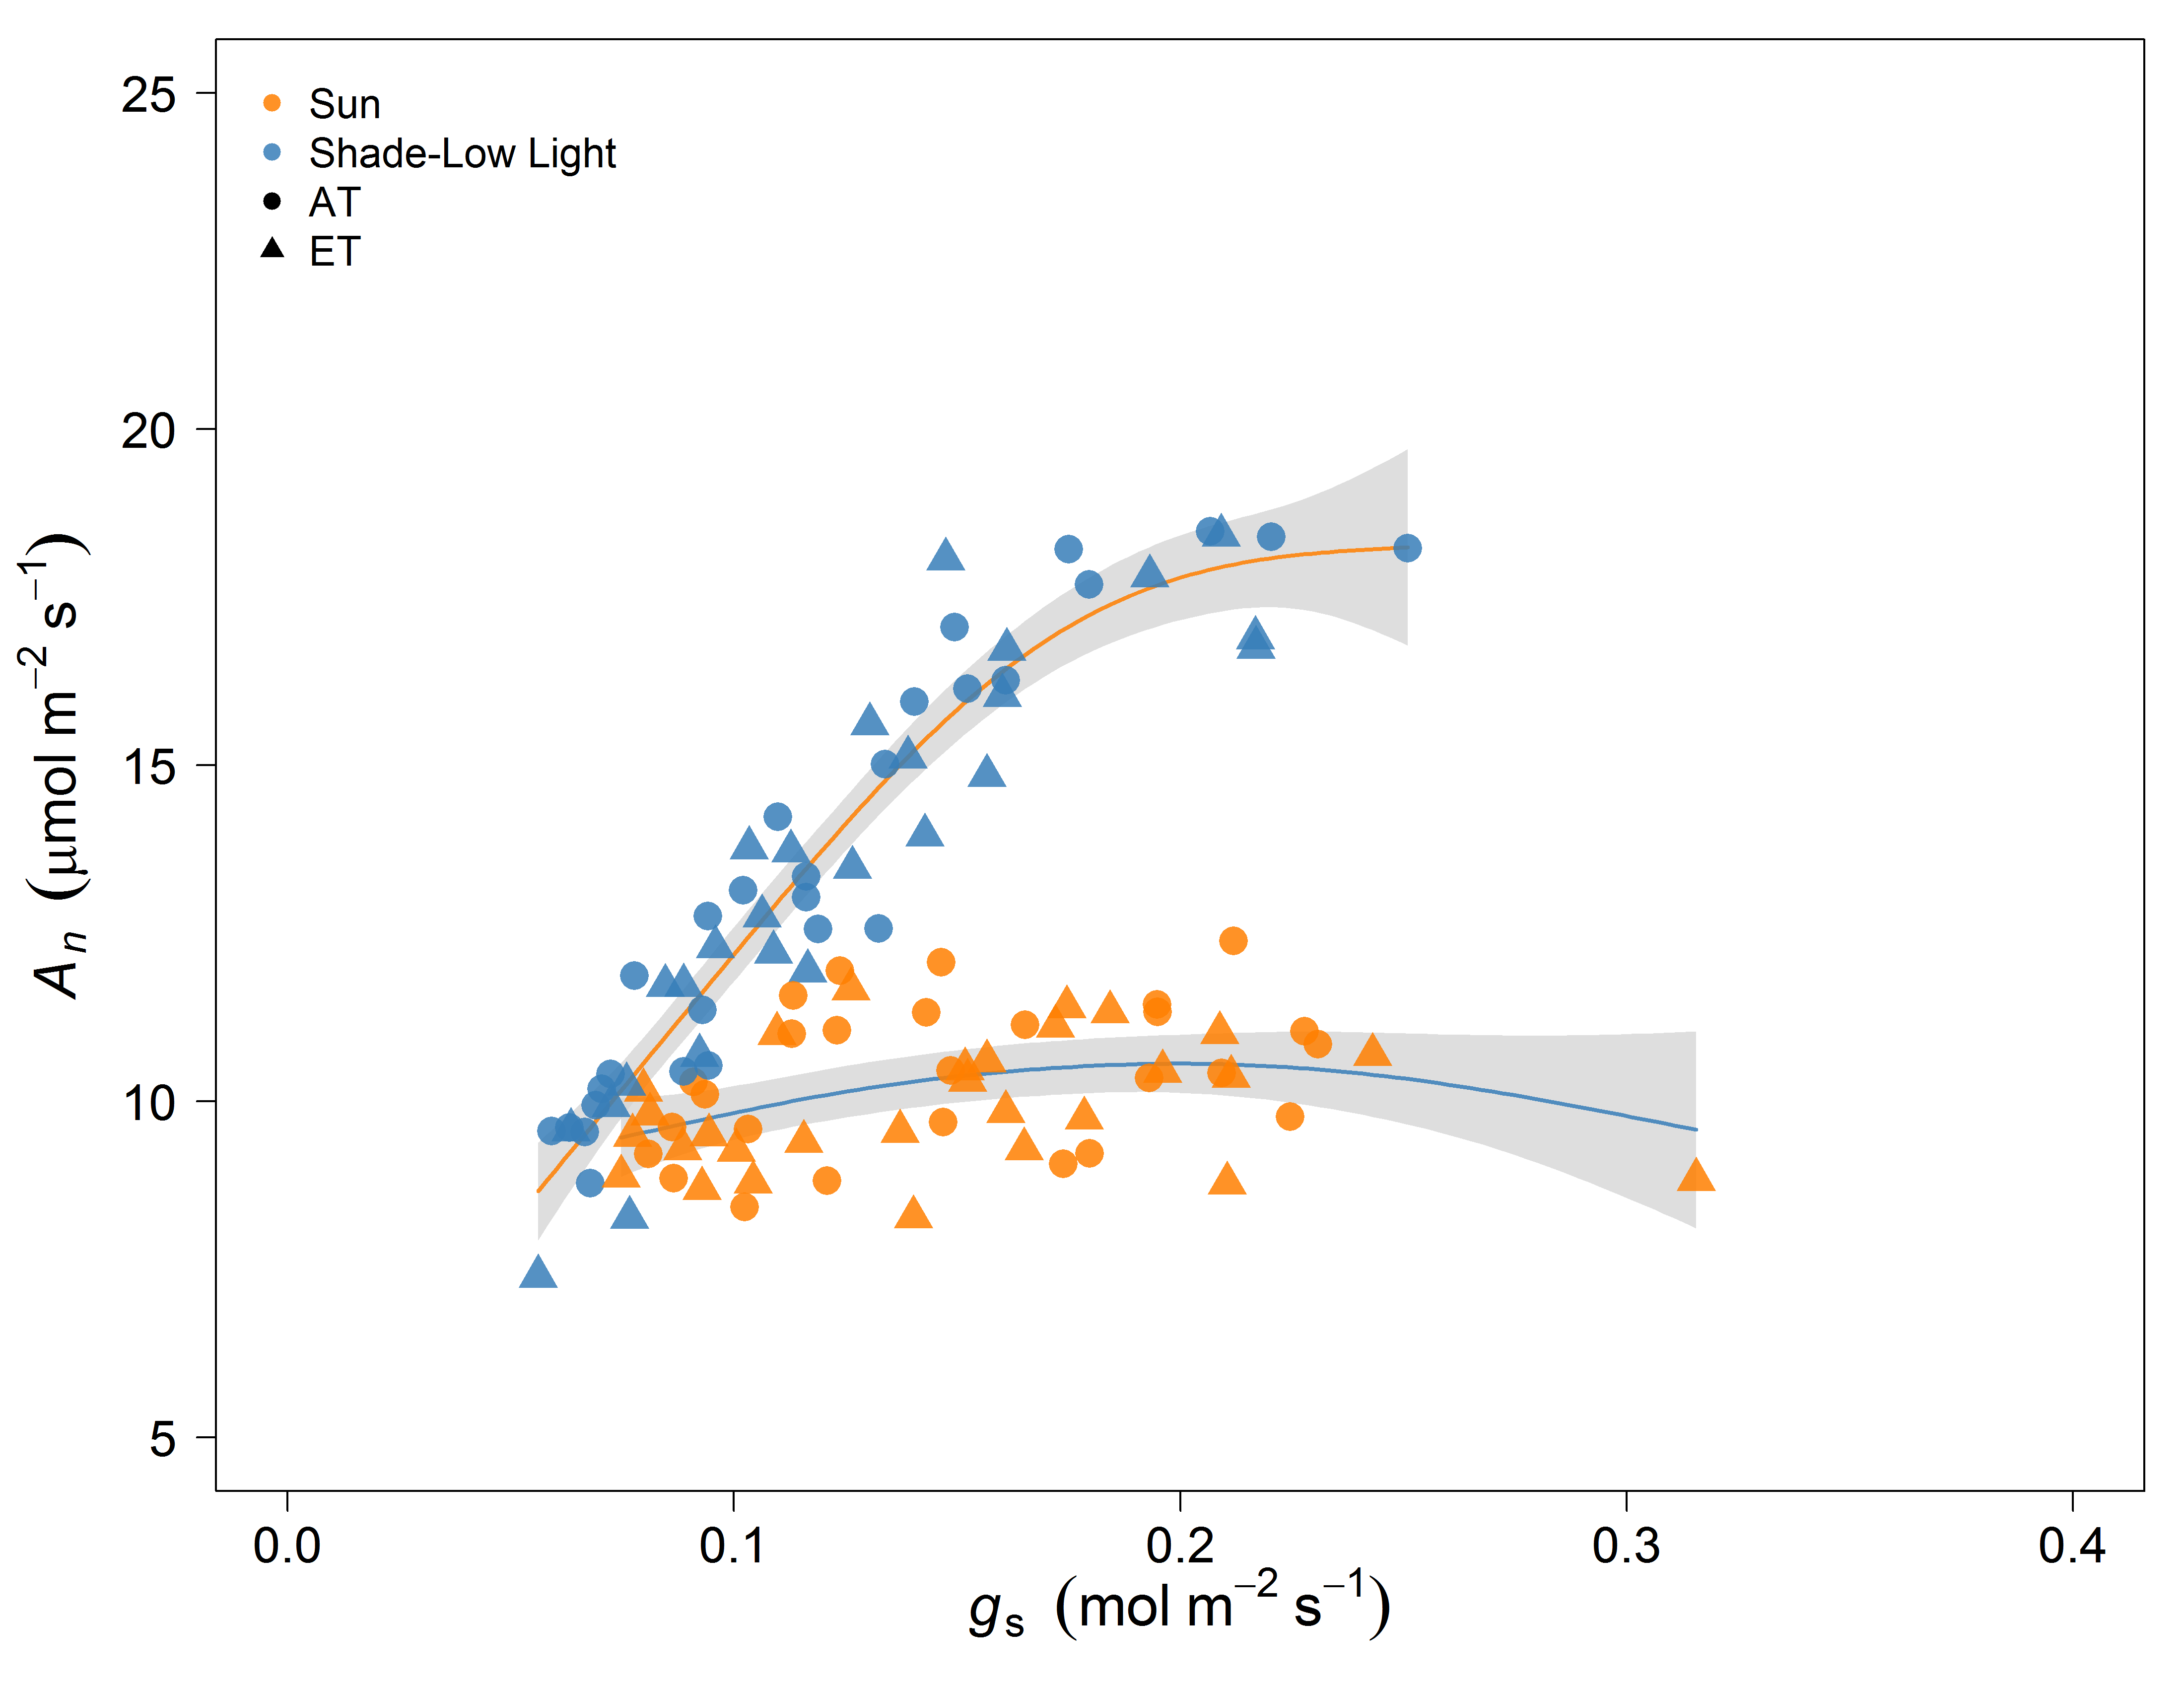 25
20
15
10
5
Sun
Shade-Low Light
AT
ET
Aₙ (μmol m⁻² s⁻¹)
0.0 0.1 0.2 0.3 0.4
gₛ (mol m⁻² s⁻¹)